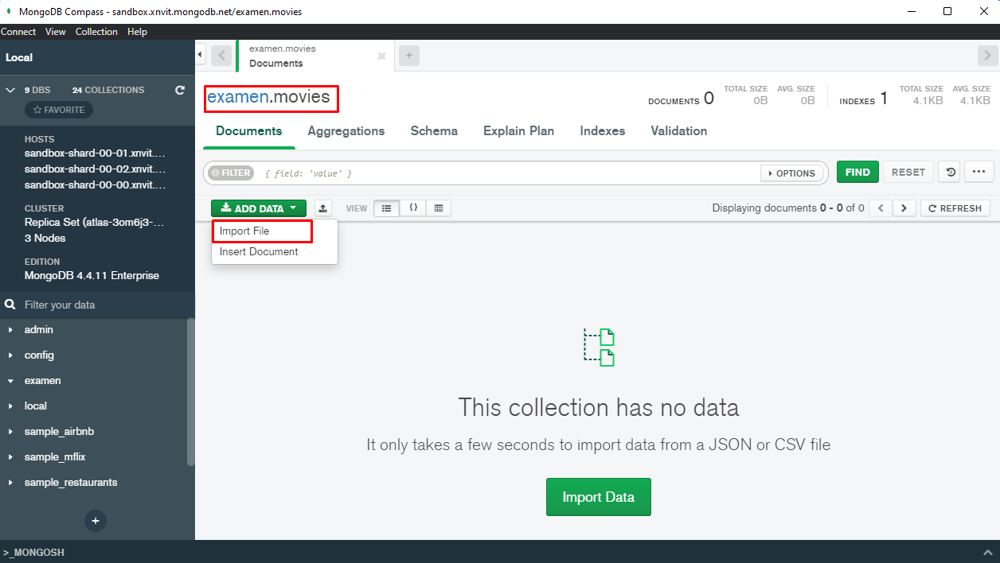 MongoDB Compass - sandbox.xnvit.mongodb.net/examen.movies
Connect View Collection Help
Local
9 DBS 24 COLLECTIONS
FAVORITE
HOSTS
sandbox-shard-00-01.xnvit....
sandbox-shard-00-02.xnvit....
sandbox-shard-00-00.xnvit....
CLUSTER
Replica Set (atlas-3om6j3-...
3 Nodes
EDITION
MongoDB 4.4.11 Enterprise
Filter your data
admin
config
examen
local
sample_airbnb
sample_mflix
sample_restaurants
+
examen.movies
Documents
+
examen.movies
DOCUMENTS 0 TOTAL SIZE 0B AVG. SIZE 0B INDEXES 1 TOTAL SIZE 4.1KB AVG. SIZE 4.1KB
Documents Aggregations Schema Explain Plan Indexes Validation
FILTER { field: 'value' } OPTIONS FIND RESET ...
ADD DATA VIEW {} Displaying documents 0 - 0 of 0 < > REFRESH
Import File
Insert Document
This collection has no data
It only takes a few seconds to import data from a JSON or CSV file
Import Data
>_MONGOSH